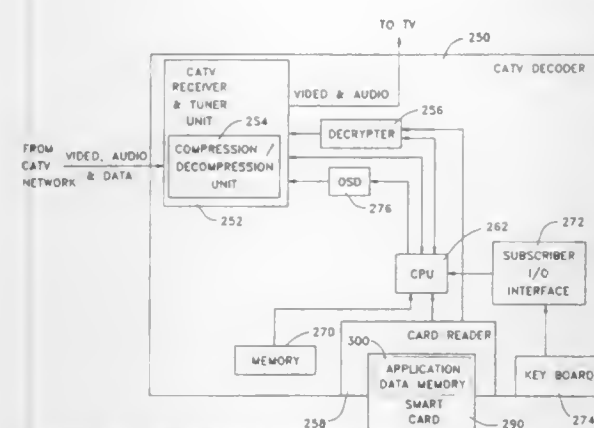 TO TV
250
CATV DECODER
CATV
RECEIVER
& TUNER
UNIT
VIDEO & AUDIO
254
256
DECRYPTER
COMPRESSION /
DECOMPRESSION
UNIT
FROM
CATV
NETWORK
VIDEO, AUDIO
& DATA
OSD
276
252
262
272
CPU
SUBSCRIBER
I/O
INTERFACE
270
MEMORY
CARD READER
300
APPLICATION
DATA MEMORY
SMART
CARD
KEY BOARD
258
290
274